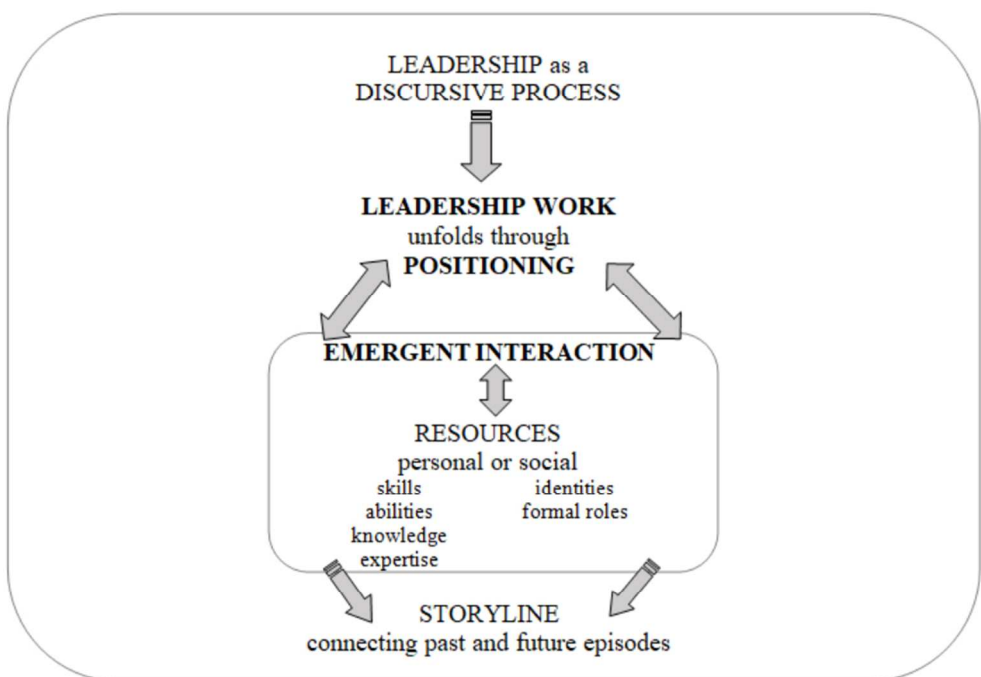 LEADERSHIP as a
DISCURSIVE PROCESS
LEADERSHIP WORK
unfolds through
POSITIONING
EMERGENT INTERACTION
RESOURCES
personal or social
skills identities
abilities formal roles
knowledge
expertise
STORYLINE
connecting past and future episodes